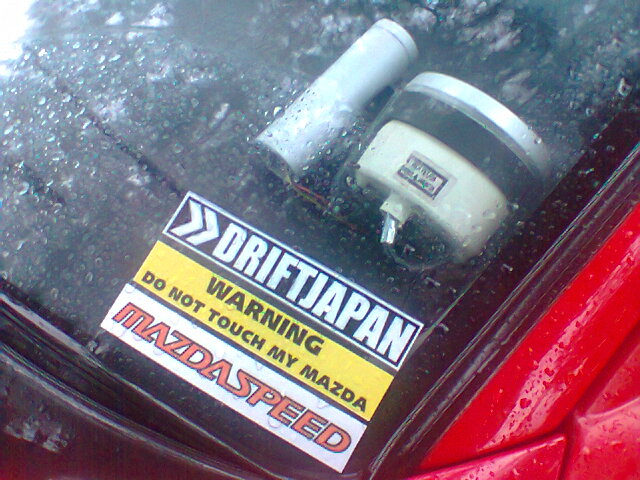 DRIFTJAPAN
WARNING
DO NOT TOUCH MY MAZDA
MAZDASPEED